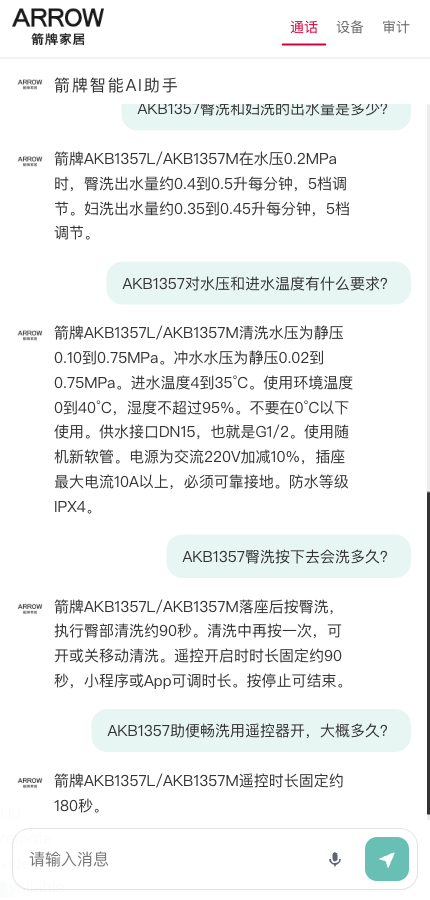 ARROW
箭牌家居
通话 设备 审计
ARROW
箭牌家居
箭牌智能AI助手
AKB1357臀洗和妇洗的出水量是多少?
ARROW
箭牌家居
箭牌AKB1357L/AKB1357M在水压0.2MPa
时，臀洗出水量约0.4到0.5升每分钟，5档调
节。妇洗出水量约0.35到0.45升每分钟，5档
调节。
AKB1357对水压和进水温度有什么要求?
ARROW
箭牌家居
箭牌AKB1357L/AKB1357M清洗水压为静压
0.10到0.75MPa。冲水水压为静压0.02到
0.75MPa。进水温度4到35°C。使用环境温度
0到40°C，湿度不超过95%。不要在0°C以下
使用。供水接口DN15，也就是G1/2。使用随
机新软管。电源为交流220V加减10%，插座
最大电流10A以上，必须可靠接地。防水等级
IPX4。
AKB1357臀洗按下去会洗多久?
ARROW
箭牌家居
箭牌AKB1357L/AKB1357M落座后按臀洗，
执行臀部清洗约90秒。清洗中再按一次，可
开或关移动清洗。遥控开启时时长固定约90
秒，小程序或App可调时长。按停止可结束。
AKB1357助便畅洗用遥控器开，大概多久?
ARROW
箭牌家居
箭牌AKB1357L/AKB1357M遥控时长固定约
180秒。
请输入消息